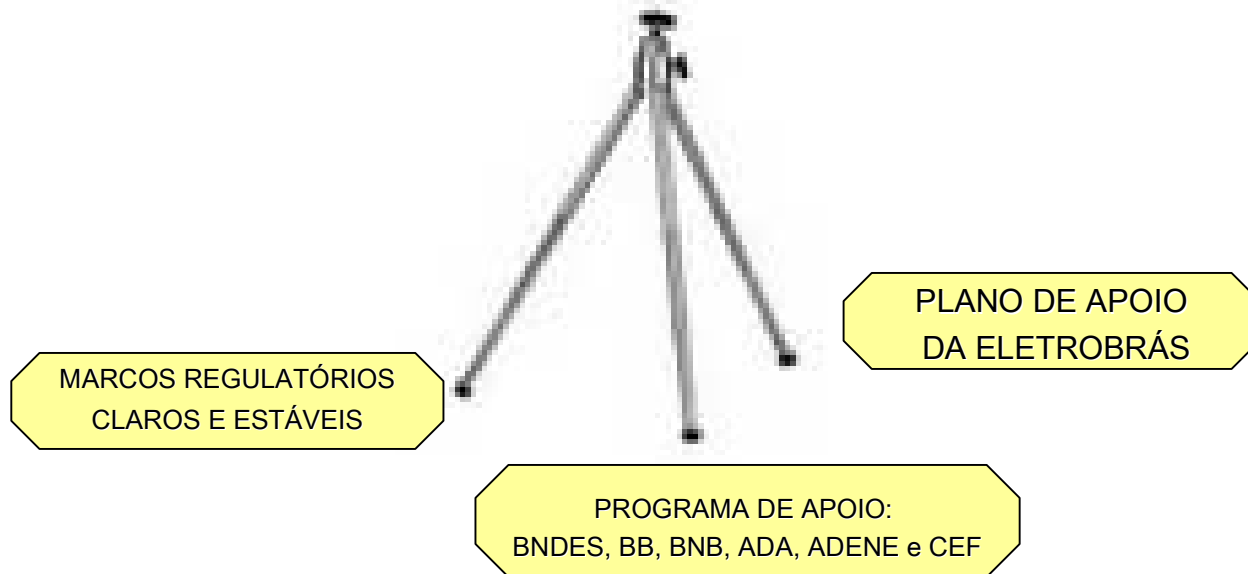 PLANO DE APOIO
DA ELETROBRÁS
MARCOS REGULATÓRIOS
CLAROS E ESTÁVEIS
PROGRAMA DE APOIO:
BNDES, BB, BNB, ADA, ADENE e CEF